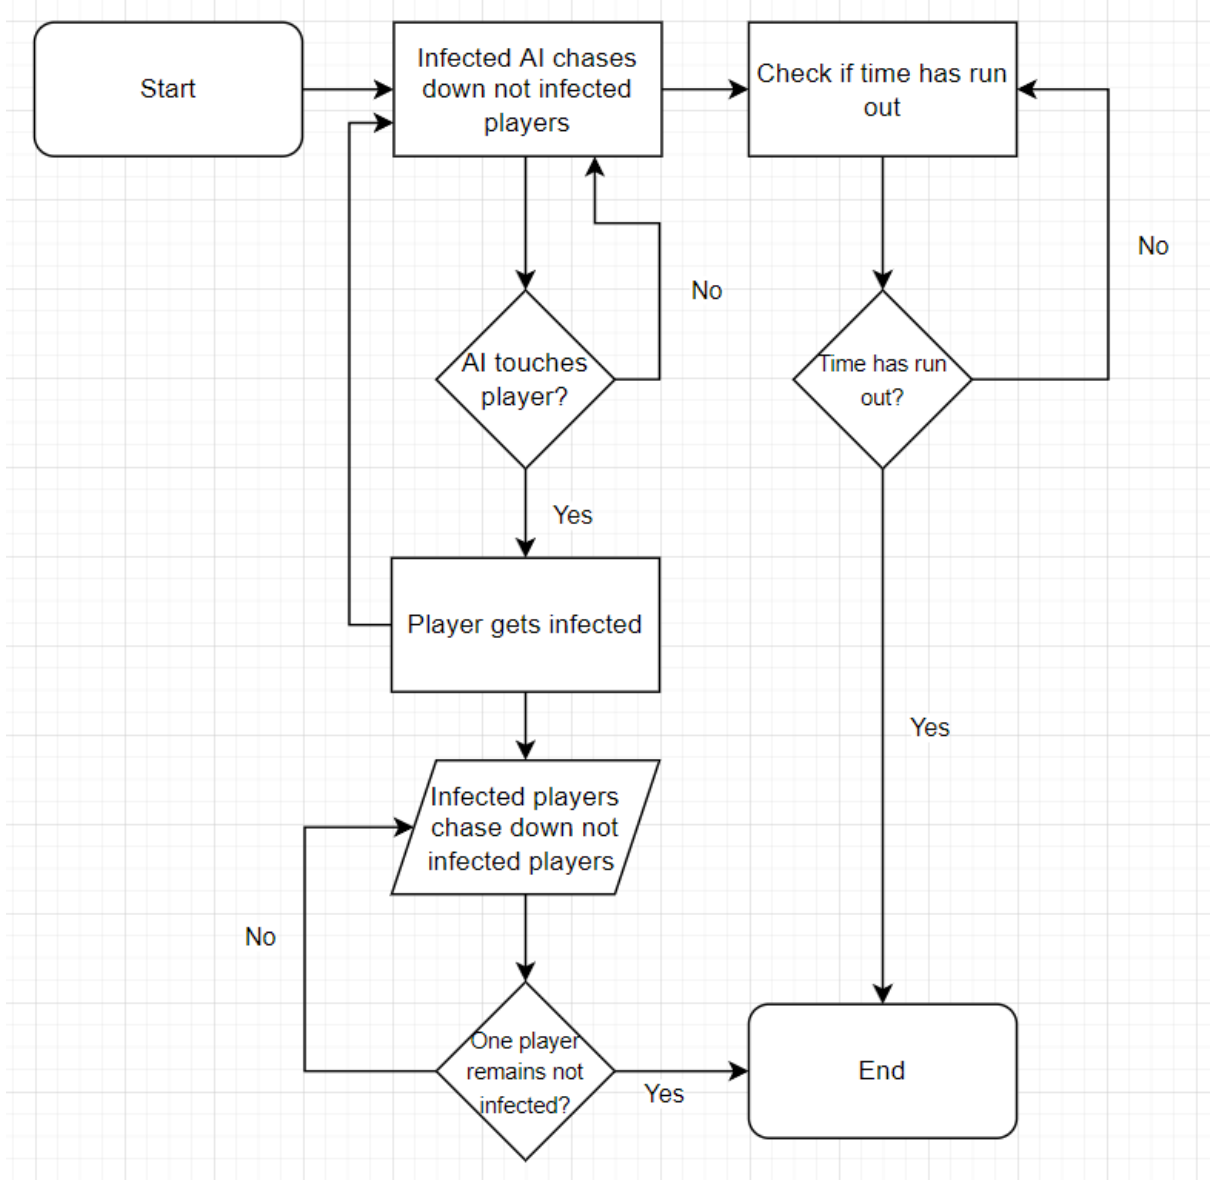 Start
Infected AI chases
down not infected
players
Check if time has run
out
No
No
AI touches
player?
Time has run
out?
Yes
Player gets infected
Yes
Infected players
chase down not
infected players
No
One player
remains not
infected?
Yes
End